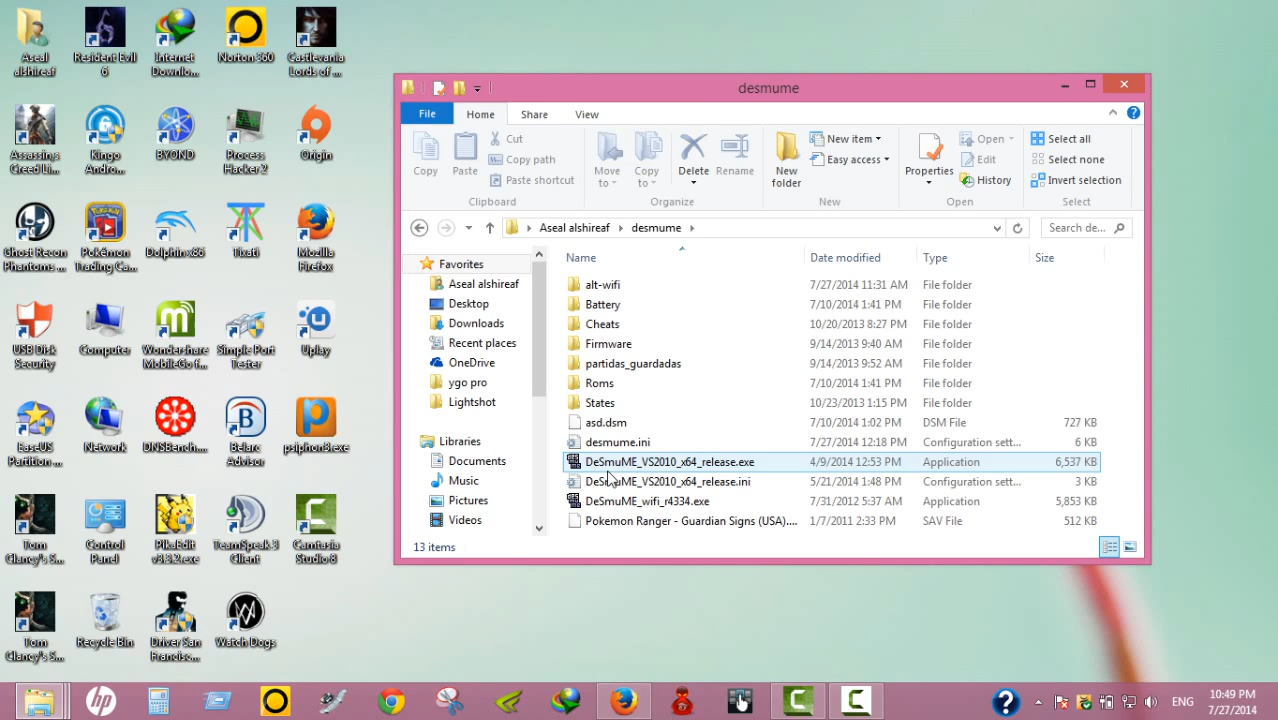 Aseal
alshireaf
Resident Evil
6
Internet
Downlo...
Norton 360
Castlevania
Lords of ...
Assassin,s
Creed Li...
Kingo
Andro...
BYOND
Process
Hacker 2
Origin
Ghost Recon
Phantoms ...
Pokémon
Trading Ca...
Dolphin x86
Tixati
Mozilla
Firefox
USB Disk
Security
Computer
Wondershare
MobileGo f...
Simple Port
Tester
Uplay
EaseUS
Partition ...
Network
DNSBench...
Belarc
Advisor
psiphon3.exe
Tom
Clancy's S...
Control
Panel
PikaEdit
v3.3.2.exe
TeamSpeak 3
Client
Camtasia
Studio 8
Tom
Clancy's S...
Recycle Bin
Driver San
Francisc...
Watch Dogs
desmume
File Home Share View
Copy
Paste
Cut
Copy path
Paste shortcut
Clipboard
Move
to
Copy
to
Delete
Rename
Organize
New
folder
New item
Easy access
New
Properties
Open
Edit
History
Open
Select all
Select none
Invert selection
Select
Aseal alshireaf desmume
Search de...
Favorites
Aseal alshireaf
Desktop
Downloads
Recent places
OneDrive
ygo pro
Lightshot
Libraries
Documents
Music
Pictures
Videos
Name Date modified Type Size
alt-wifi 7/27/2014 11:31 AM File folder
Battery 7/10/2014 1:41 PM File folder
Cheats 10/20/2013 8:27 PM File folder
Firmware 9/14/2013 9:40 AM File folder
partidas_guardadas 9/14/2013 9:52 AM File folder
Roms 7/10/2014 1:41 PM File folder
States 10/23/2013 1:15 PM File folder
asd.dsm 7/10/2014 1:02 PM DSM File 727 KB
desmume.ini 7/27/2014 12:18 PM Configuration sett... 6 KB
DeSmuME_VS2010_x64_release.exe 4/9/2014 12:53 PM Application 6,537 KB
DeSmuME_VS2010_x64_release.ini 5/21/2014 1:48 PM Configuration sett... 3 KB
DeSmuME_wifi_r4334.exe 7/31/2012 5:37 AM Application 5,853 KB
Pokemon Ranger - Guardian Signs (USA).... 1/7/2011 2:33 PM SAV File 512 KB
13 items
ENG
10:49 PM
7/27/2014